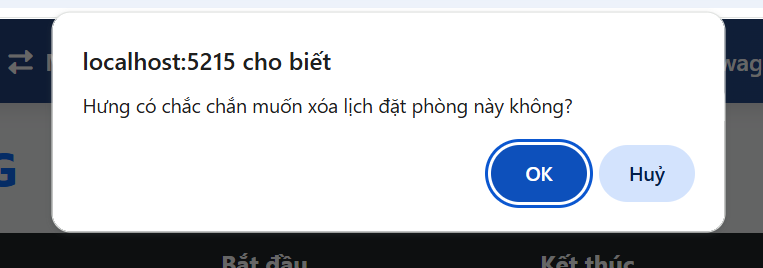 localhost:5215 cho biết
Hưng có chắc chắn muốn xóa lịch đặt phòng này không?
OK
Huỷ
Bắt đầu
Kết thúc